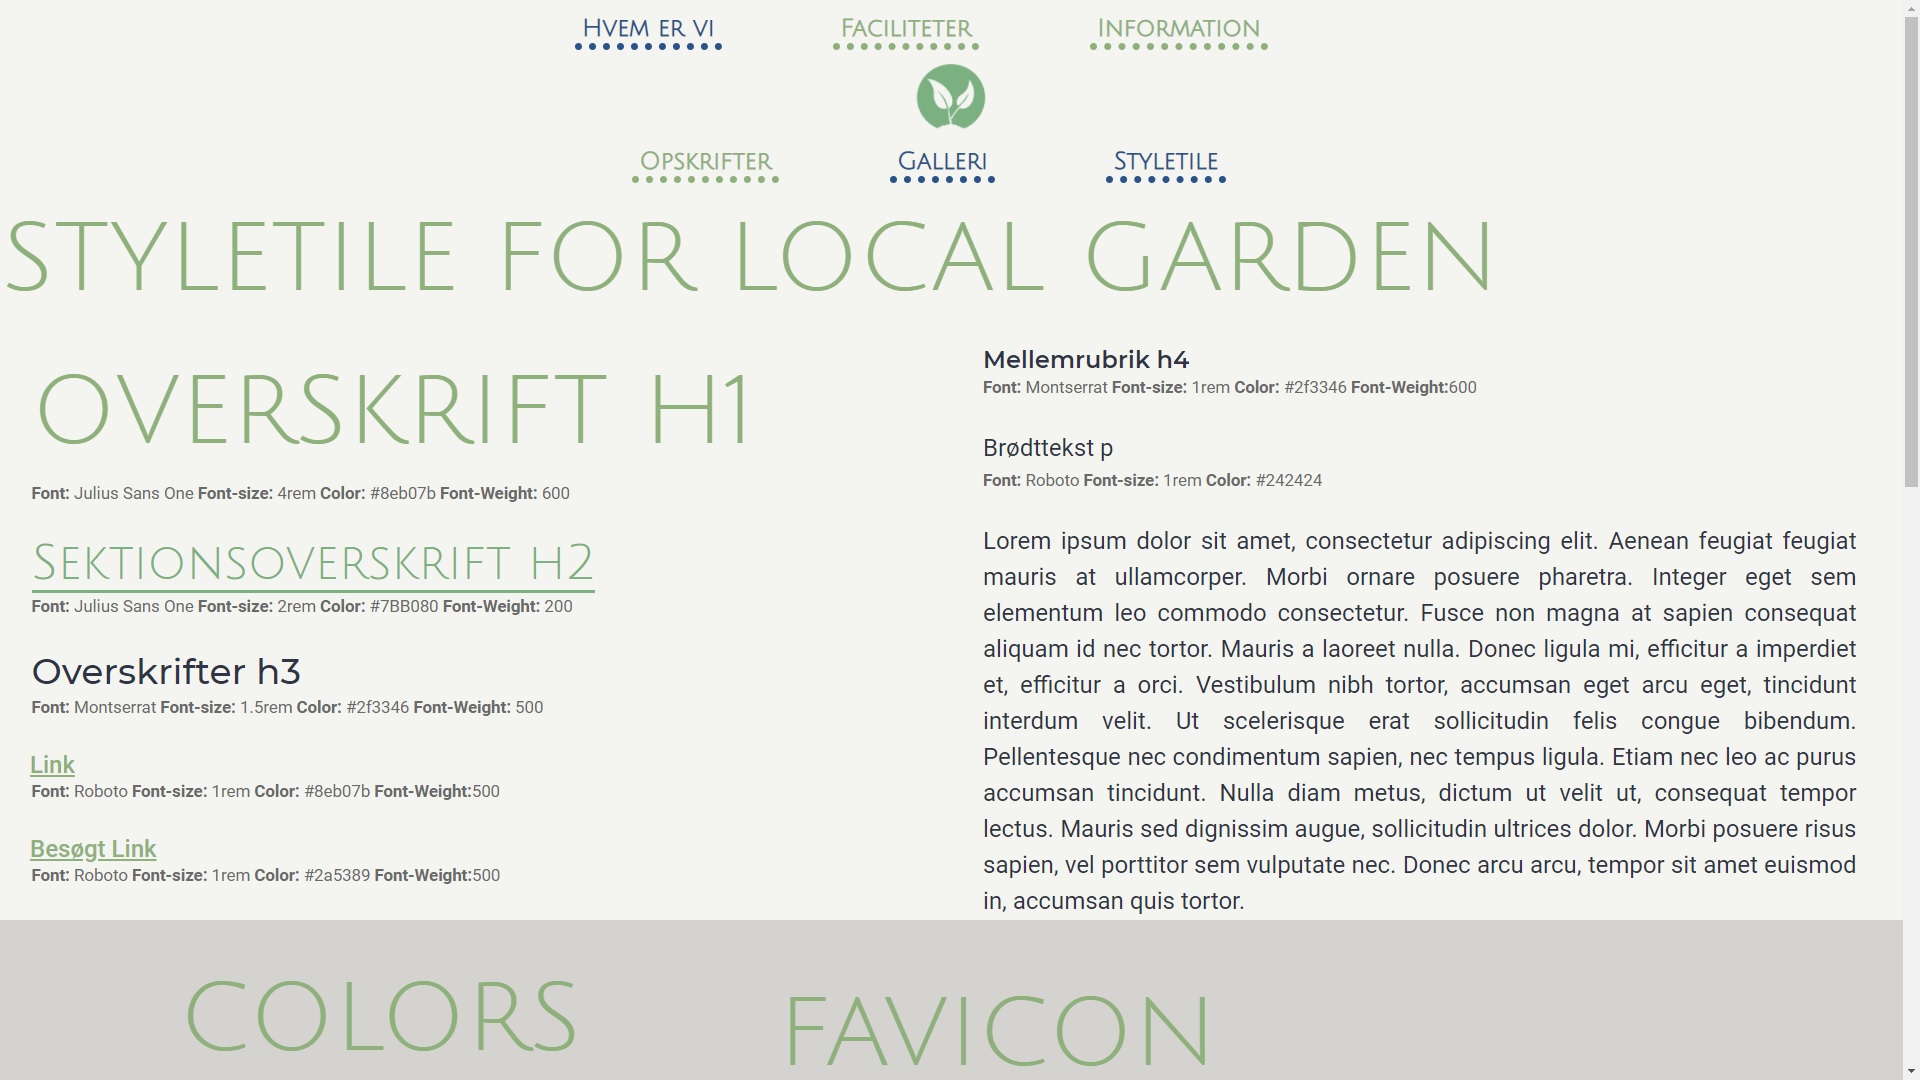 Hvem er vi
Faciliteter
Information
Opskrifter
Galleri
Styletile
STYLETILE FOR LOCAL GARDEN
OVERSKRIFT H1
Font: Julius Sans One Font-size: 4rem Color: #8eb07b Font-Weight: 600
Sektionsoverskrift h2
Font: Julius Sans One Font-size: 2rem Color: #7BB080 Font-Weight: 200
Overskrifter h3
Font: Montserrat Font-size: 1.5rem Color: #2f3346 Font-Weight: 500
Link
Font: Roboto Font-size: 1rem Color: #8eb07b Font-Weight:500
Besøgt Link
Font: Roboto Font-size: 1rem Color: #2a5389 Font-Weight:500
Mellemrubrik h4
Font: Montserrat Font-size: 1rem Color: #2f3346 Font-Weight:600
Brødttekst p
Font: Roboto Font-size: 1rem Color: #242424
Lorem ipsum dolor sit amet, consectetur adipiscing elit. Aenean feugiat feugiat
mauris at ullamcorper. Morbi ornare posuere pharetra. Integer eget sem
elementum leo commodo consectetur. Fusce non magna at sapien consequat
aliquam id nec tortor. Mauris a laoreet nulla. Donec ligula mi, efficitur a imperdiet
et, efficitur a orci. Vestibulum nibh tortor, accumsan eget arcu eget, tincidunt
interdum velit. Ut scelerisque erat sollicitudin felis congue bibendum.
Pellentesque nec condimentum sapien, nec tempus ligula. Etiam nec leo ac purus
accumsan tincidunt. Nulla diam metus, dictum ut velit ut, consequat tempor
lectus. Mauris sed dignissim augue, sollicitudin ultrices dolor. Morbi posuere risus
sapien, vel porttitor sem vulputate nec. Donec arcu arcu, tempor sit amet euismod
in, accumsan quis tortor.
COLORS
FAVICON